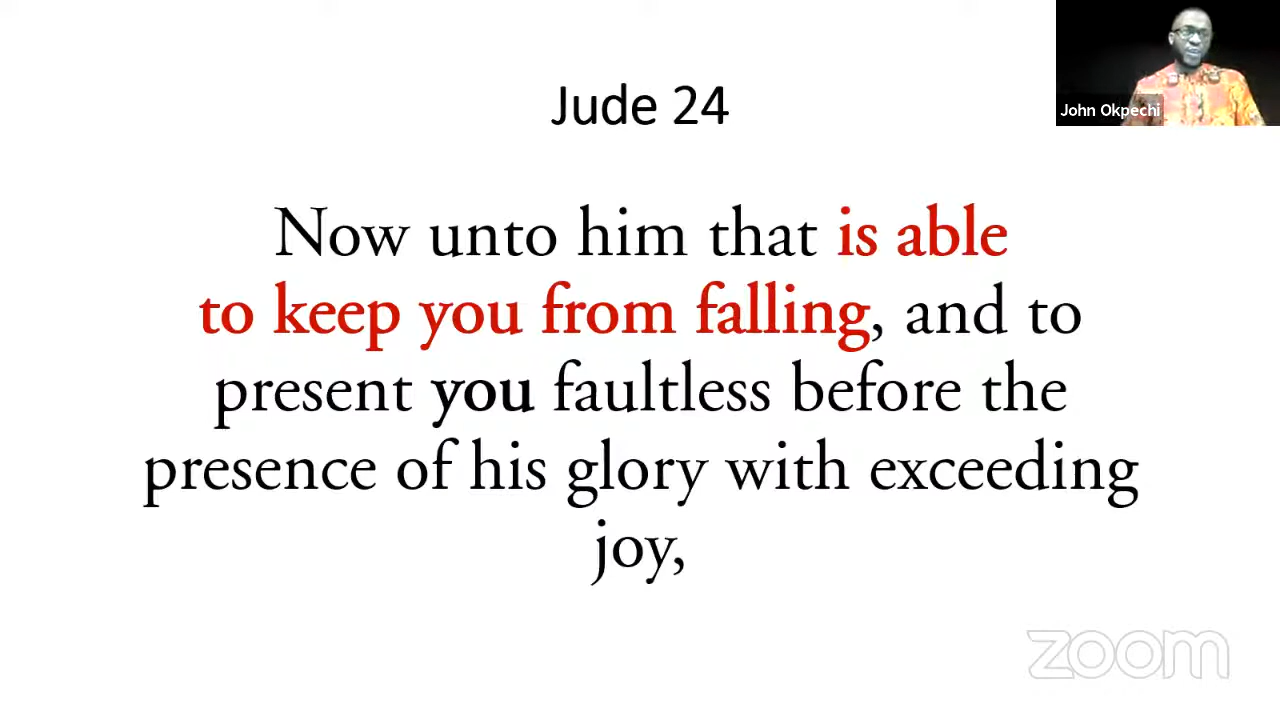 Jude 24
John Okpechi
Now unto him that is able
to keep you from falling, and to
present you faultless before the
presence of his glory with exceeding
joy,
zoom